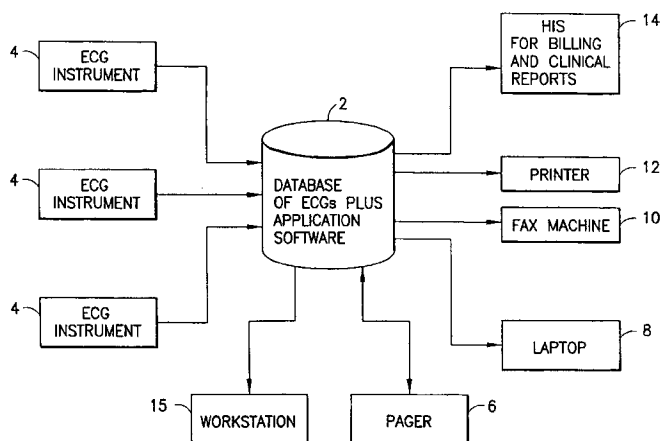 4
ECG
INSTRUMENT
4
ECG
INSTRUMENT
4
ECG
INSTRUMENT
2
DATABASE
OF ECGs PLUS
APPLICATION
SOFTWARE
HIS
FOR BILLING
AND CLINICAL
REPORTS
14
PRINTER
12
FAX MACHINE
10
LAPTOP
8
15
WORKSTATION
PAGER
6